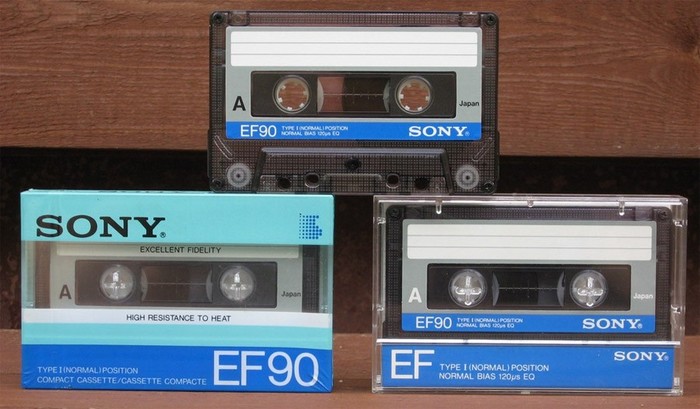 A
Japan
EF90 TYPE I (NORMAL) POSITION
NORMAL BIAS 120μs EQ
SONY®
SONY®
EXCELLENT FIDELITY
A
Japan
HIGH RESISTANCE TO HEAT
TYPE I (NORMAL) POSITION
COMPACT CASSETTE/CASSETTE COMPACTE
EF90
A
Japan
EF90 TYPE I (NORMAL) POSITION
NORMAL BIAS 120μs EQ
SONY®
SONY®
EF TYPE I (NORMAL) POSITION
NORMAL BIAS 120μs EQ